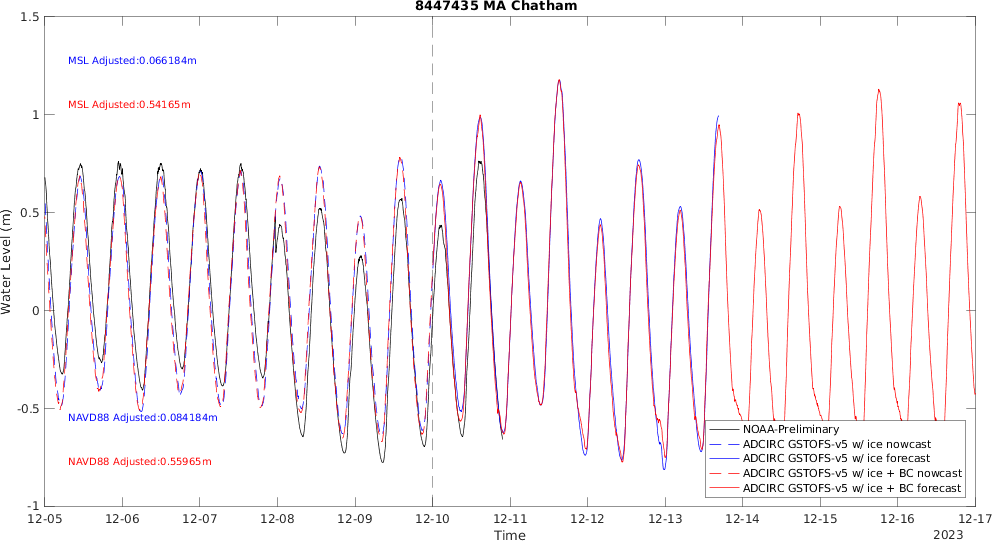 8447435 MA Chatham
1.5
1
0.5
0
-0.5
-1
Water Level (m)
MSL Adjusted:0.066184m
MSL Adjusted:0.54165m
NAVD88 Adjusted:0.084184m
NAVD88 Adjusted:0.55965m
NOAA-Preliminary
ADCIRC GSTOFS-v5 w/ ice nowcast
ADCIRC GSTOFS-v5 w/ ice forecast
ADCIRC GSTOFS-v5 w/ ice + BC nowcast
ADCIRC GSTOFS-v5 w/ ice + BC forecast
12-05 12-06 12-07 12-08 12-09 12-10 12-11 12-12 12-13 12-14 12-15 12-16 12-17
Time
2023